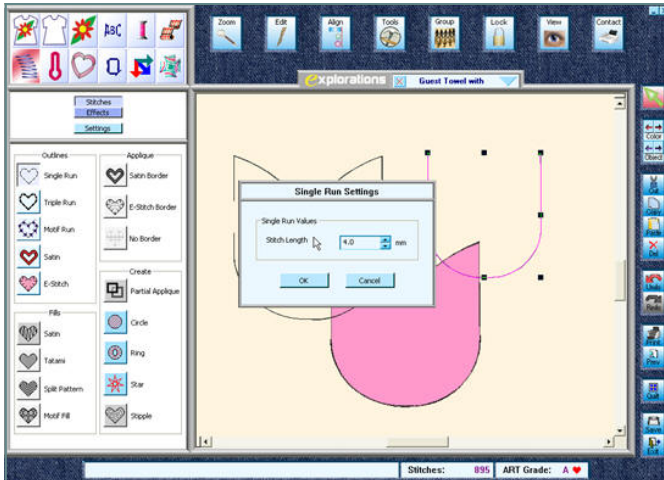 Zoom
Edit
Align
Tools
Group
Lock
View
Contact
ABC
explorations
Guest Towel with
Stitches
Effects
Settings
Outlines
Single Run
Triple Run
Motif Run
Satin
E-Stitch
Fills
Satin
Tatami
Split Pattern
Motif Fill
Applique
Satin Border
E-Stitch Border
No Border
Create
Partial Applique
Circle
Ring
Star
Stipple
Single Run Settings
Single Run Values
Stitch Length 4.0 mm
OK Cancel
Color
Object
Cut
Copy
Paste
Del
Undo
Redo
Print
Prev
Quilt
Save
Exit
Stitches: 895 ART Grade: A